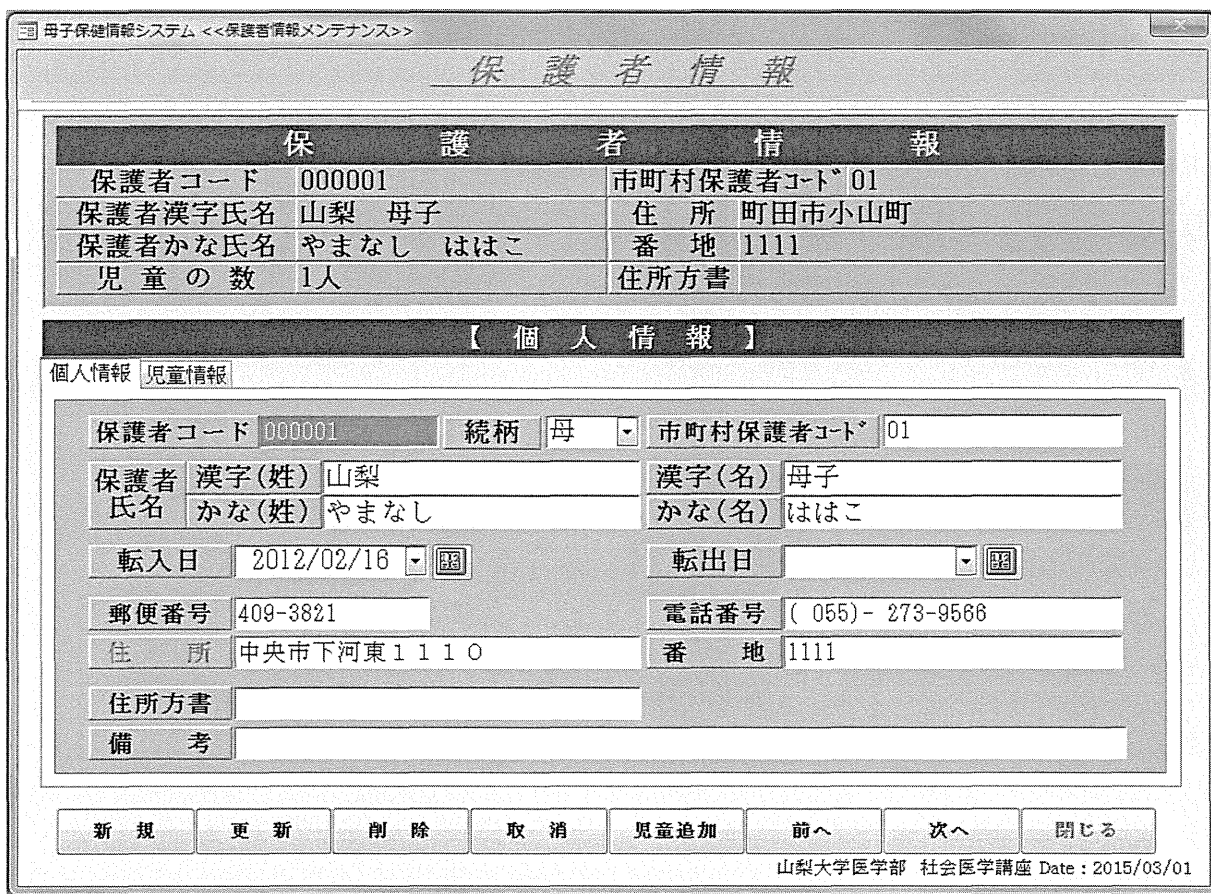 母子保健情報システム <<保護者情報メンテナンス>>
保護者情報
保護者情報
保護者コード 000001 市町村保護者ｺｰﾄﾞ 01
保護者漢字氏名 山梨 母子 住所 町田市小山町
保護者かな氏名 やまなし ははこ 番地 1111
児童の数 1人 住所方書
【個人情報】
個人情報 児童情報
保護者コード 000001 続柄 母 市町村保護者ｺｰﾄﾞ 01
保護者氏名 漢字(姓) 山梨 漢字(名) 母子
かな(姓) やまなし かな(名) ははこ
転入日 2012/02/16 転出日
郵便番号 409-3821 電話番号 ( 055)- 273-9566
住所 中央市下河東１１１０ 番地 1111
住所方書
備考
新規 更新 削除 取消 児童追加 前へ 次へ 閉じる
山梨大学医学部 社会医学講座 Date : 2015/03/01